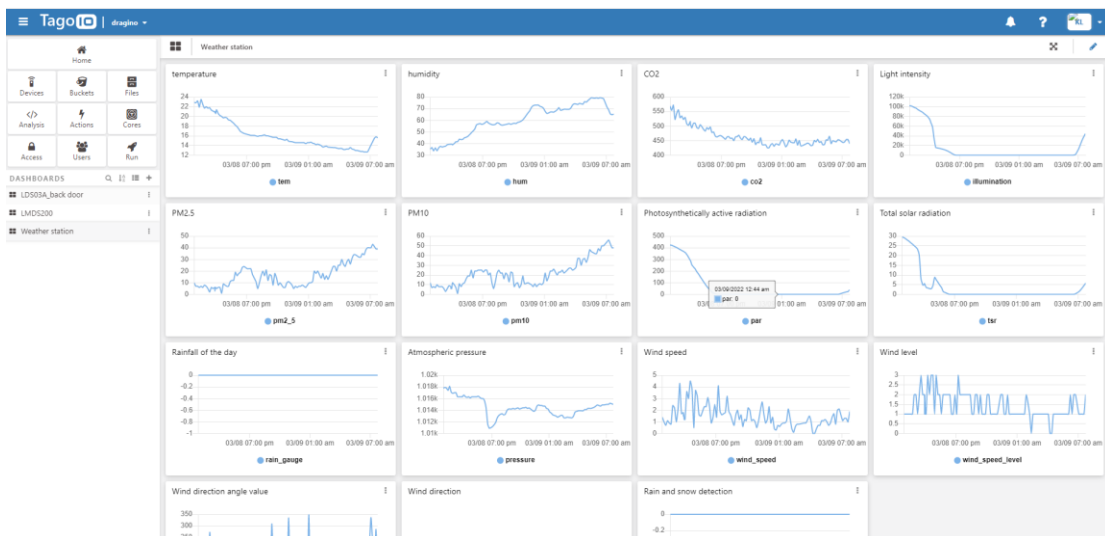 TagoIO | dragino
Home
Devices Buckets Files
Analysis Actions Cores
Access Users Run
DASHBOARDS
LDS03A_back door
LMDS200
Weather station
Weather station
temperature
24
22
20
18
16
14
12
03/08 07:00 pm 03/09 01:00 am 03/09 07:00 am
tem
humidity
80
70
60
50
40
30
03/08 07:00 pm 03/09 01:00 am 03/09 07:00 am
hum
CO2
600
550
500
450
400
03/08 07:00 pm 03/09 01:00 am 03/09 07:00 am
co2
Light intensity
120k
100k
80k
60k
40k
20k
0
03/08 07:00 pm 03/09 01:00 am 03/09 07:00 am
illumination
PM2.5
50
40
30
20
10
0
03/08 07:00 pm 03/09 01:00 am 03/09 07:00 am
pm2_5
PM10
60
50
40
30
20
10
0
03/08 07:00 pm 03/09 01:00 am 03/09 07:00 am
pm10
Photosynthetically active radiation
500
400
300
200
100
0
03/09/2022 12:44 am
par: 0
03/08 07:00 01:00 am 03/09 07:00 am
par
Total solar radiation
30
25
20
15
10
5
0
03/08 07:00 pm 03/09 01:00 am 03/09 07:00 am
tsr
Rainfall of the day
0
-0.2
-0.4
-0.6
-0.8
-1
03/08 07:00 pm 03/09 01:00 am 03/09 07:00 am
rain_gauge
Atmospheric pressure
1.02k
1.018k
1.016k
1.014k
1.012k
1.01k
03/08 07:00 pm 03/09 01:00 am 03/09 07:00 am
pressure
Wind speed
5
4
3
2
1
0
03/08 07:00 pm 03/09 01:00 am 03/09 07:00 am
wind_speed
Wind level
3
2.5
2
1.5
1
0.5
0
03/08 07:00 pm 03/09 01:00 am 03/09 07:00 am
wind_speed_level
Wind direction angle value
350
300
Wind direction
Rain and snow detection
0
-0.2